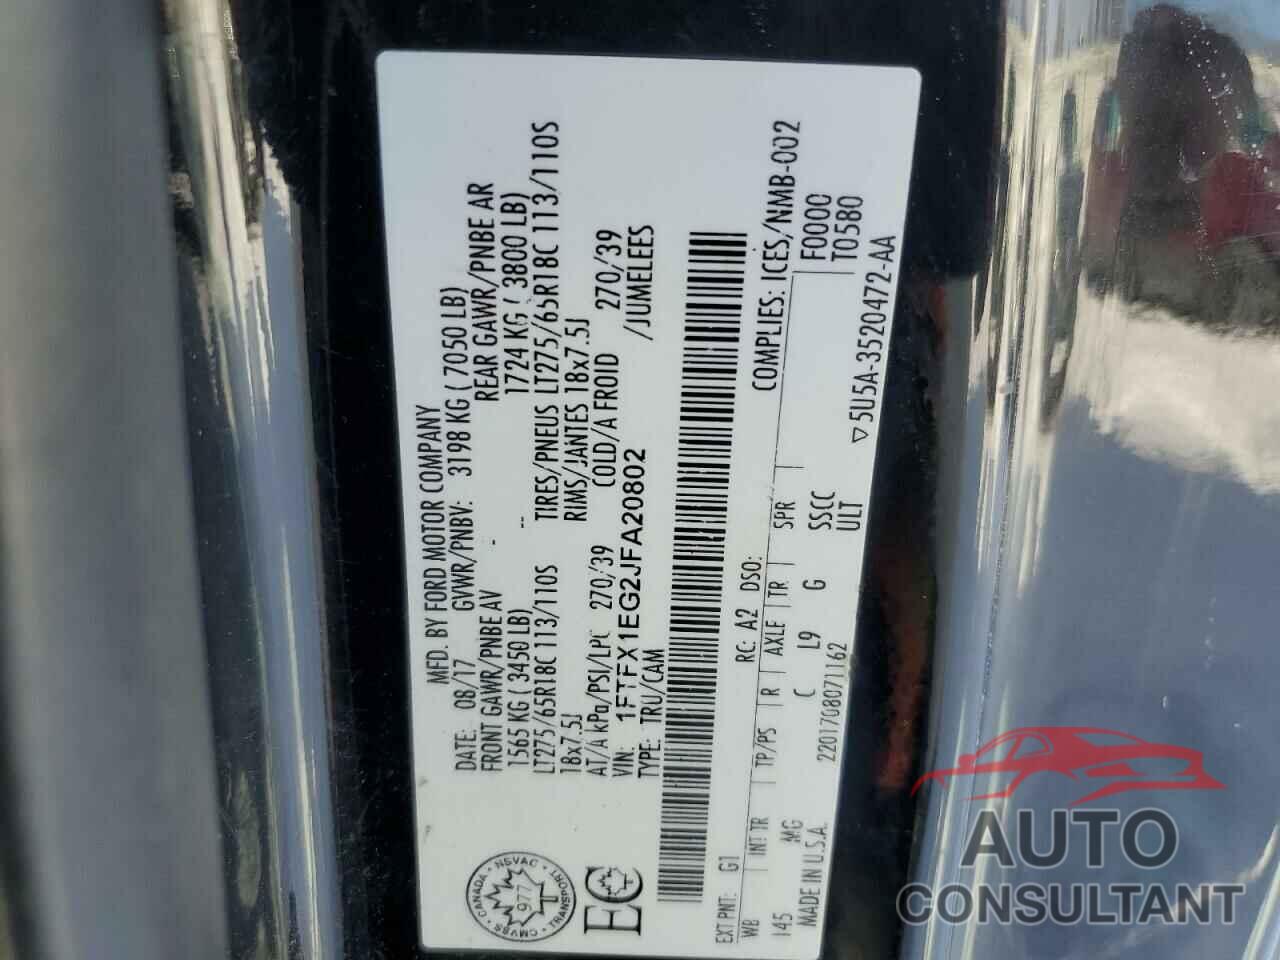 MFD. BY FORD MOTOR COMPANY
DATE: 08/17 GVWR/PNBV: 3198 KG ( 7050 LB)
FRONT GAWR/PNBE AV REAR GAWR/PNBE AR
1565 KG ( 3450 LB) 1724 KG ( 3800 LB)
LT275/65R18C 113/110S TIRES/PNEUS LT275/65R18C 113/110S
18x7.5J RIMS/JANTES 18x7.5J
AT/A kPa/PSI/LPC 270/39 COLD/A FROID 270/39
VIN: 1FTFX1EG2JFA20802 /JUMELEES
TYPE: TRU/CAM
CANADA NSVAC
977 T
CMVSS TRANSPORT
EC
EXT PNT: G1 RC: A2 DSO: COMPLIES: ICES/NMB-002
WB INT TR TP/PS R AXLE TR SPR F0000
145 MG C L9 G SSCC T0580
MADE IN U.S.A. 2201708071162 ULT ▽5U5A-3520472-AA
AUTO
CONSULTANT